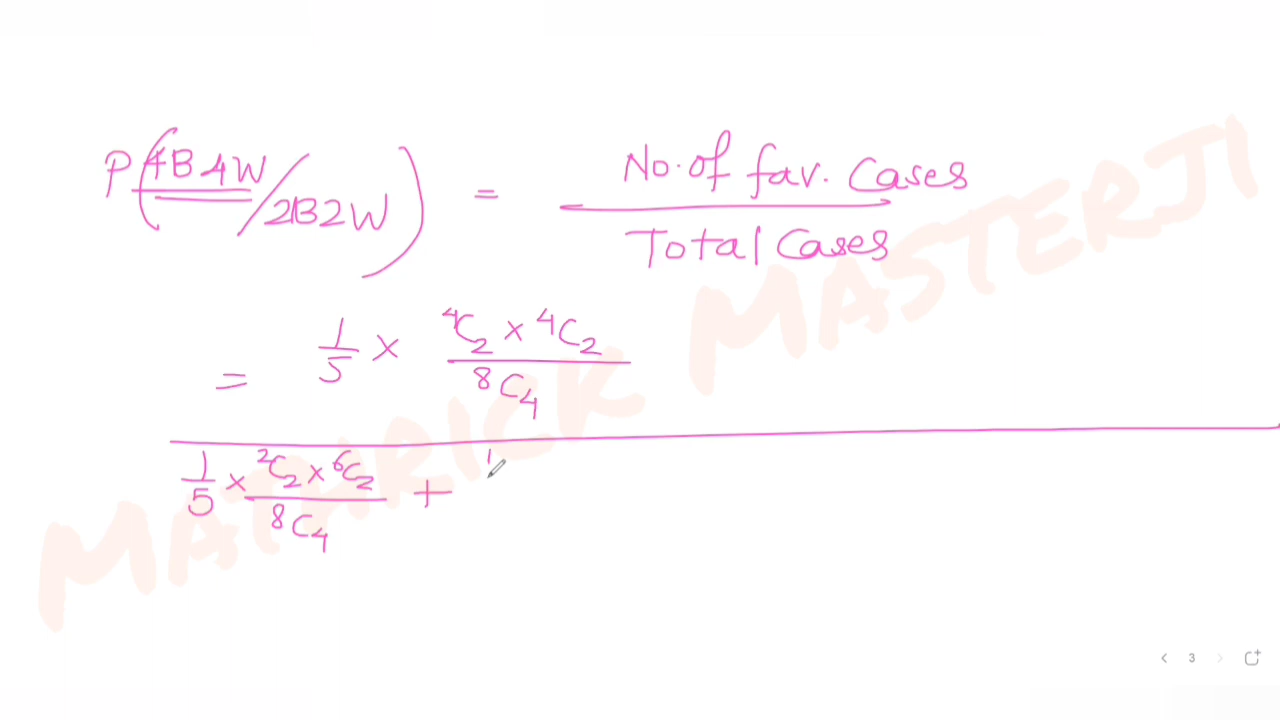 P(4B4W/2B2W) = No. of fav. Cases / Total Cases
= 1/5 × ⁴C₂ × ⁴C₂ / ⁸C₄
1/5 × ²C₂ × ⁶C₂ / ⁸C₄ + 1
MATHRICK MASTERJI
< 3 >